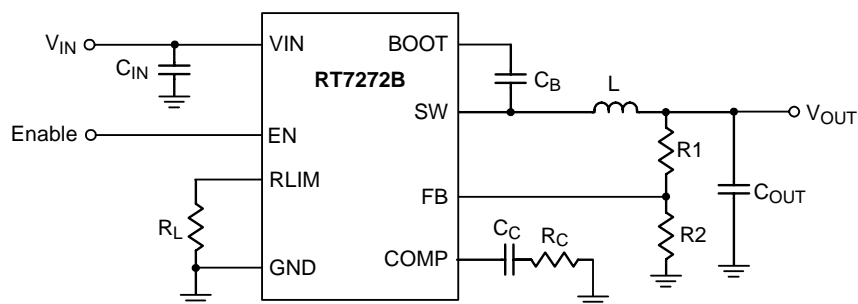 VIN
CIN
VIN
BOOT
RT7272B
CB
L
SW
VOUT
Enable
EN
R1
RLIM
FB
COUT
RL
CC
RC
R2
COMP
GND